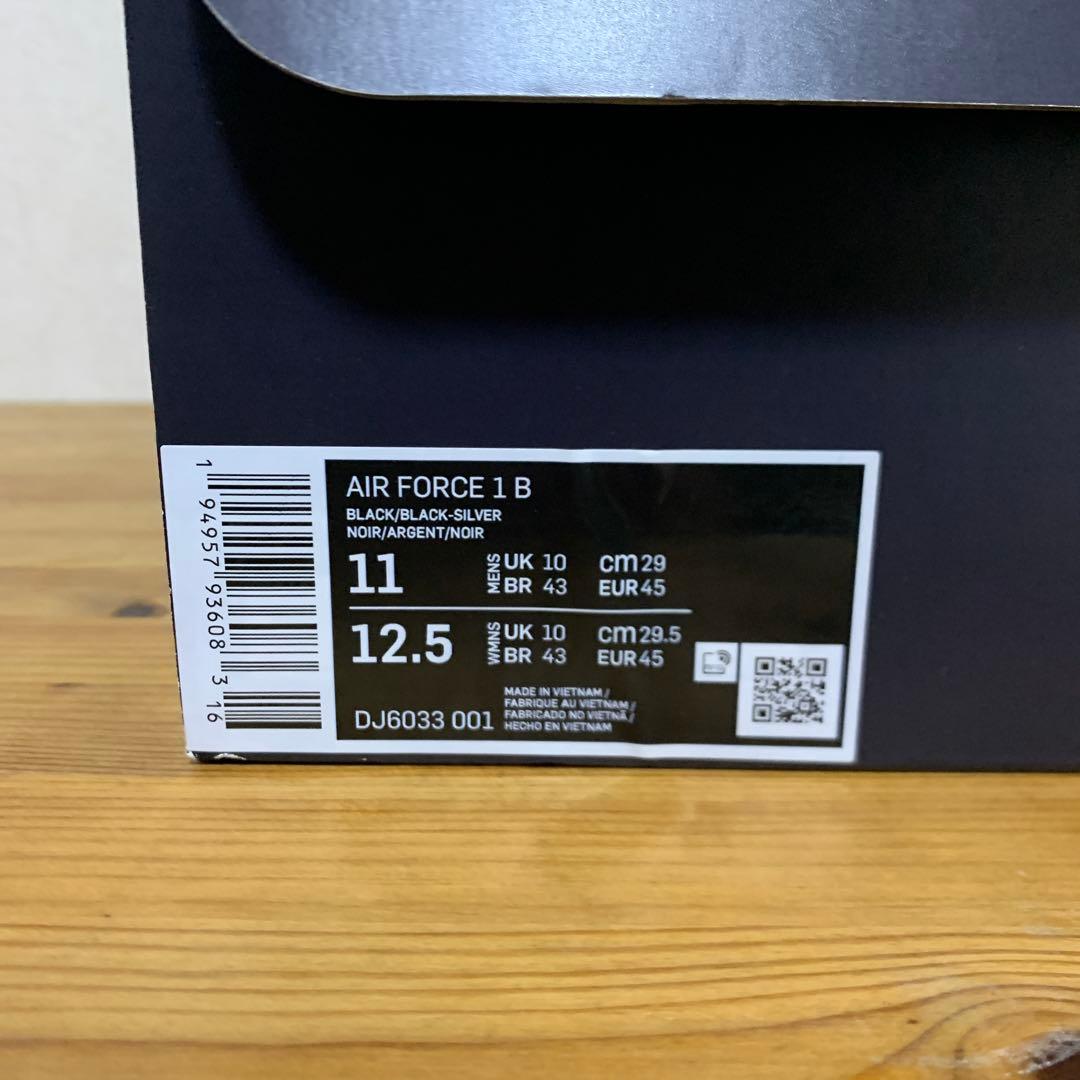 AIR FORCE 1 B
BLACK/BLACK-SILVER
NOIR/ARGENT/NOIR
11 MENS UK 10 cm 29
BR 43 EUR 45
12.5 WMNS UK 10 cm 29.5
BR 43 EUR 45
DJ6033 001
MADE IN VIETNAM /
FABRIQUE AU VIETNAM /
FABRICADO NO VIETNÃ /
HECHO EN VIETNAM
1 94957 93608 3 16